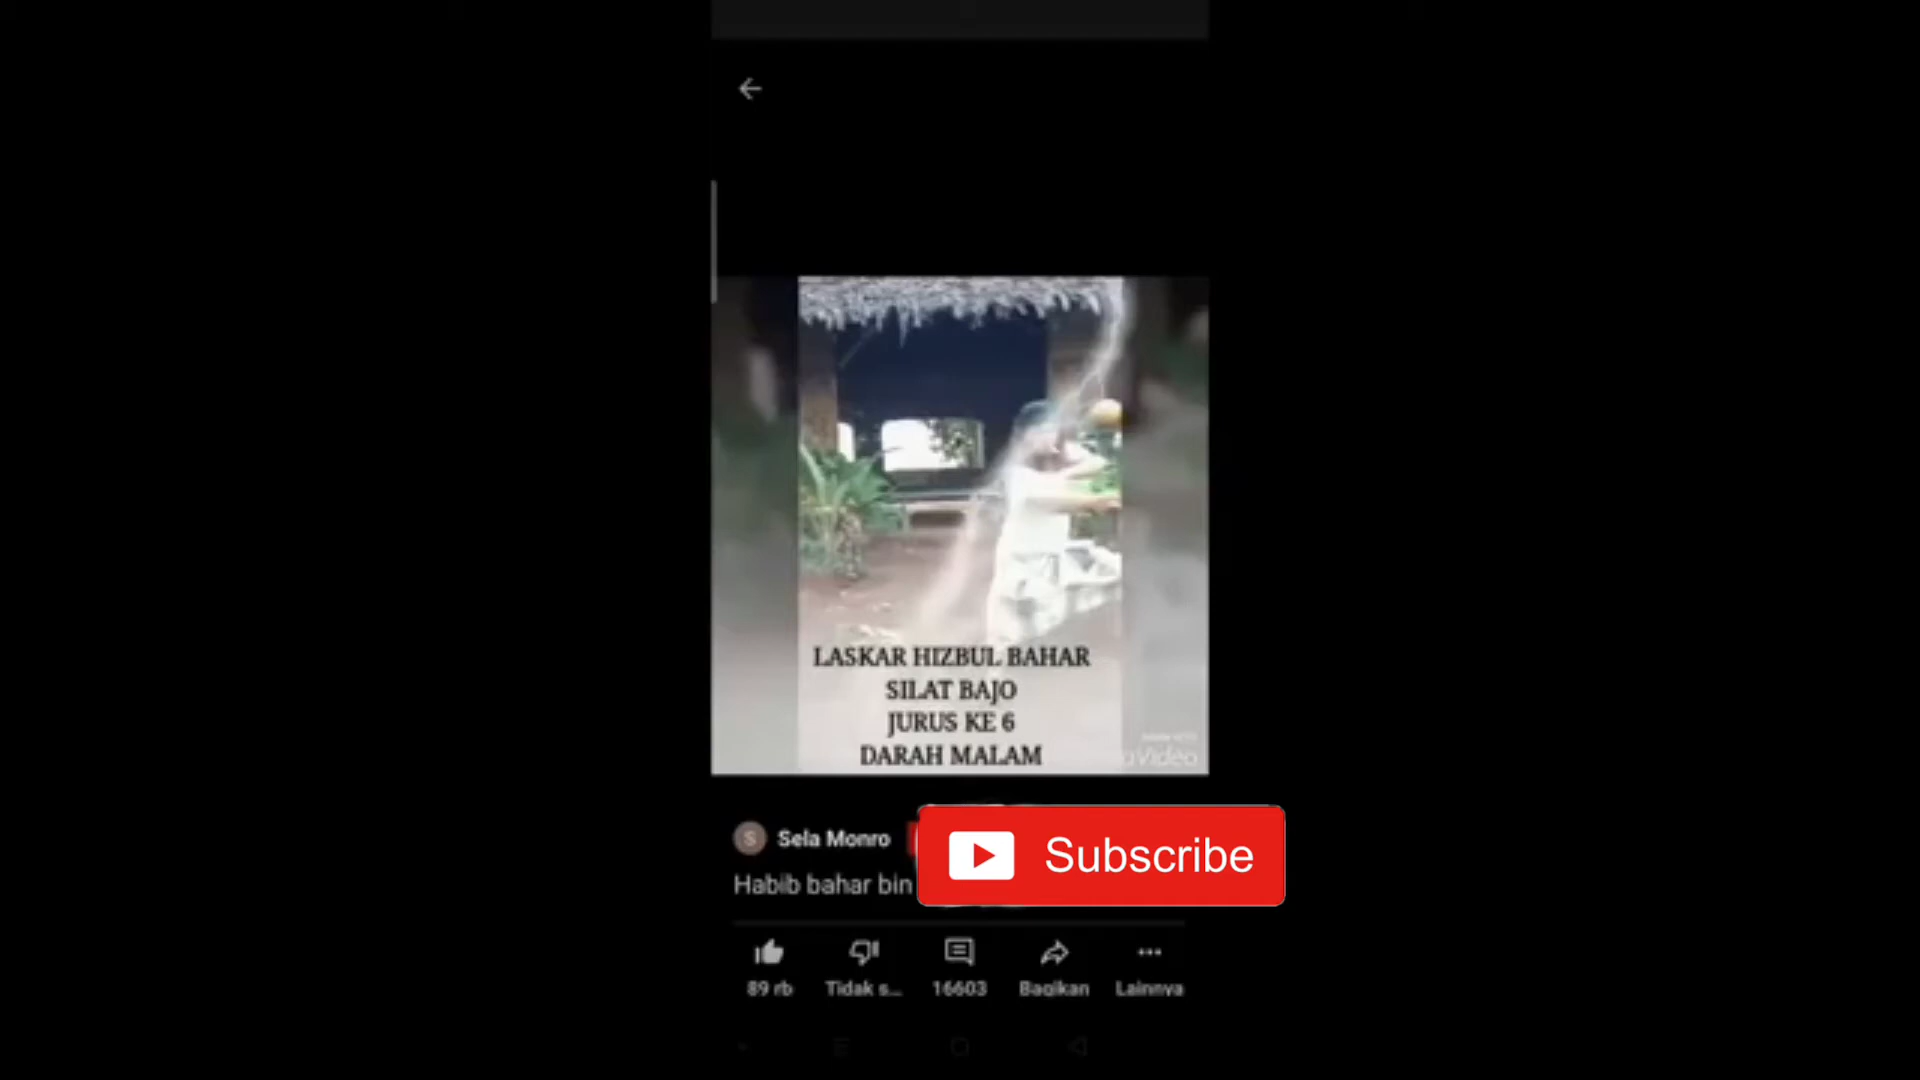 LASKAR HIZBUL BAHAR
SILAT BAJO
JURUS KE 6
DARAH MALAM
Video
S Sela Monro
Subscribe
Habib bahar bin
89 rb Tidak s... 16603 Bagikan Lainnya